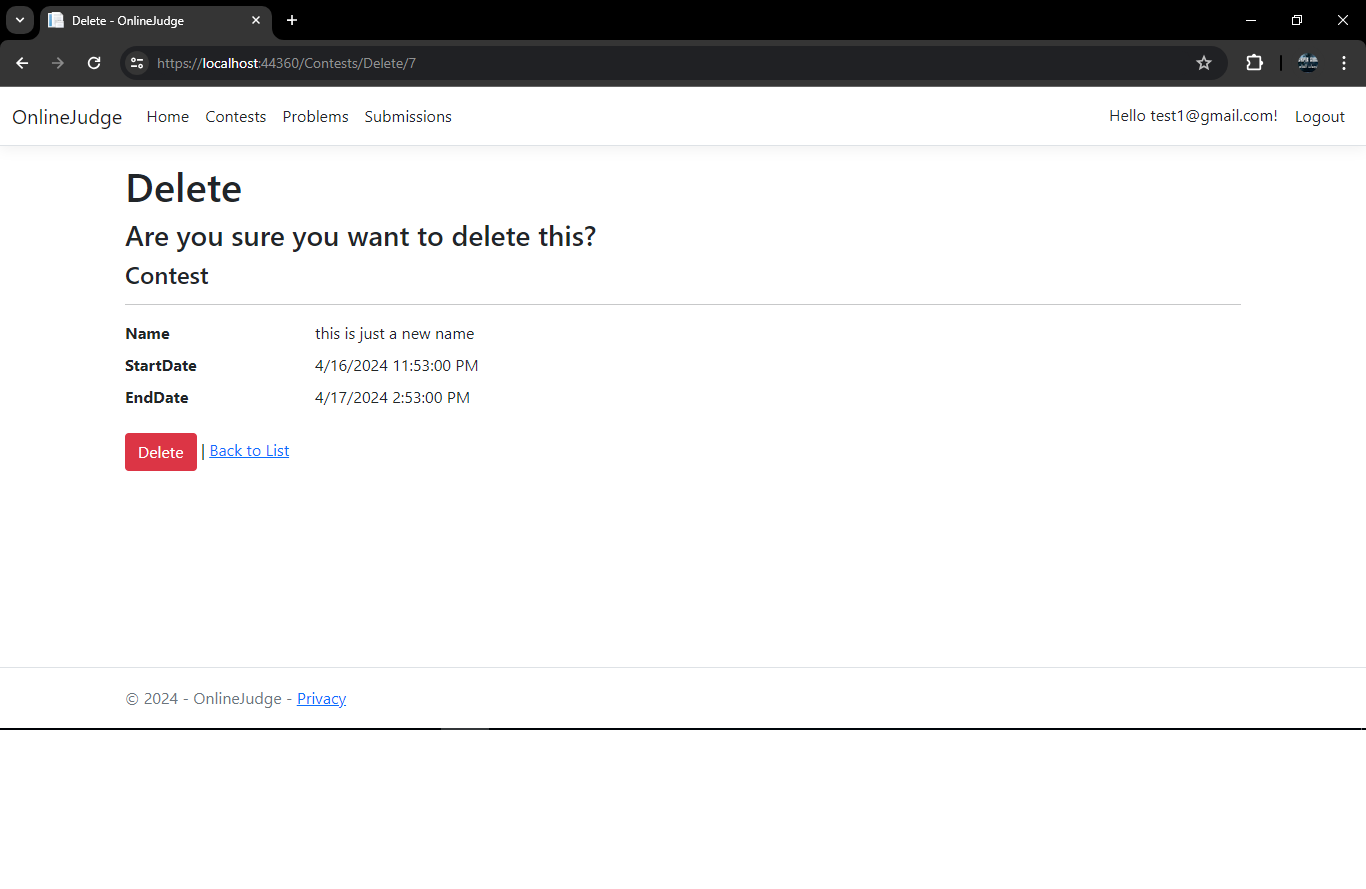 Delete - OnlineJudge
https://localhost:44360/Contests/Delete/7
OnlineJudge Home Contests Problems Submissions Hello test1@gmail.com! Logout
Delete
Are you sure you want to delete this?
Contest
Name this is just a new name
StartDate 4/16/2024 11:53:00 PM
EndDate 4/17/2024 2:53:00 PM
Delete | Back to List
© 2024 - OnlineJudge - Privacy